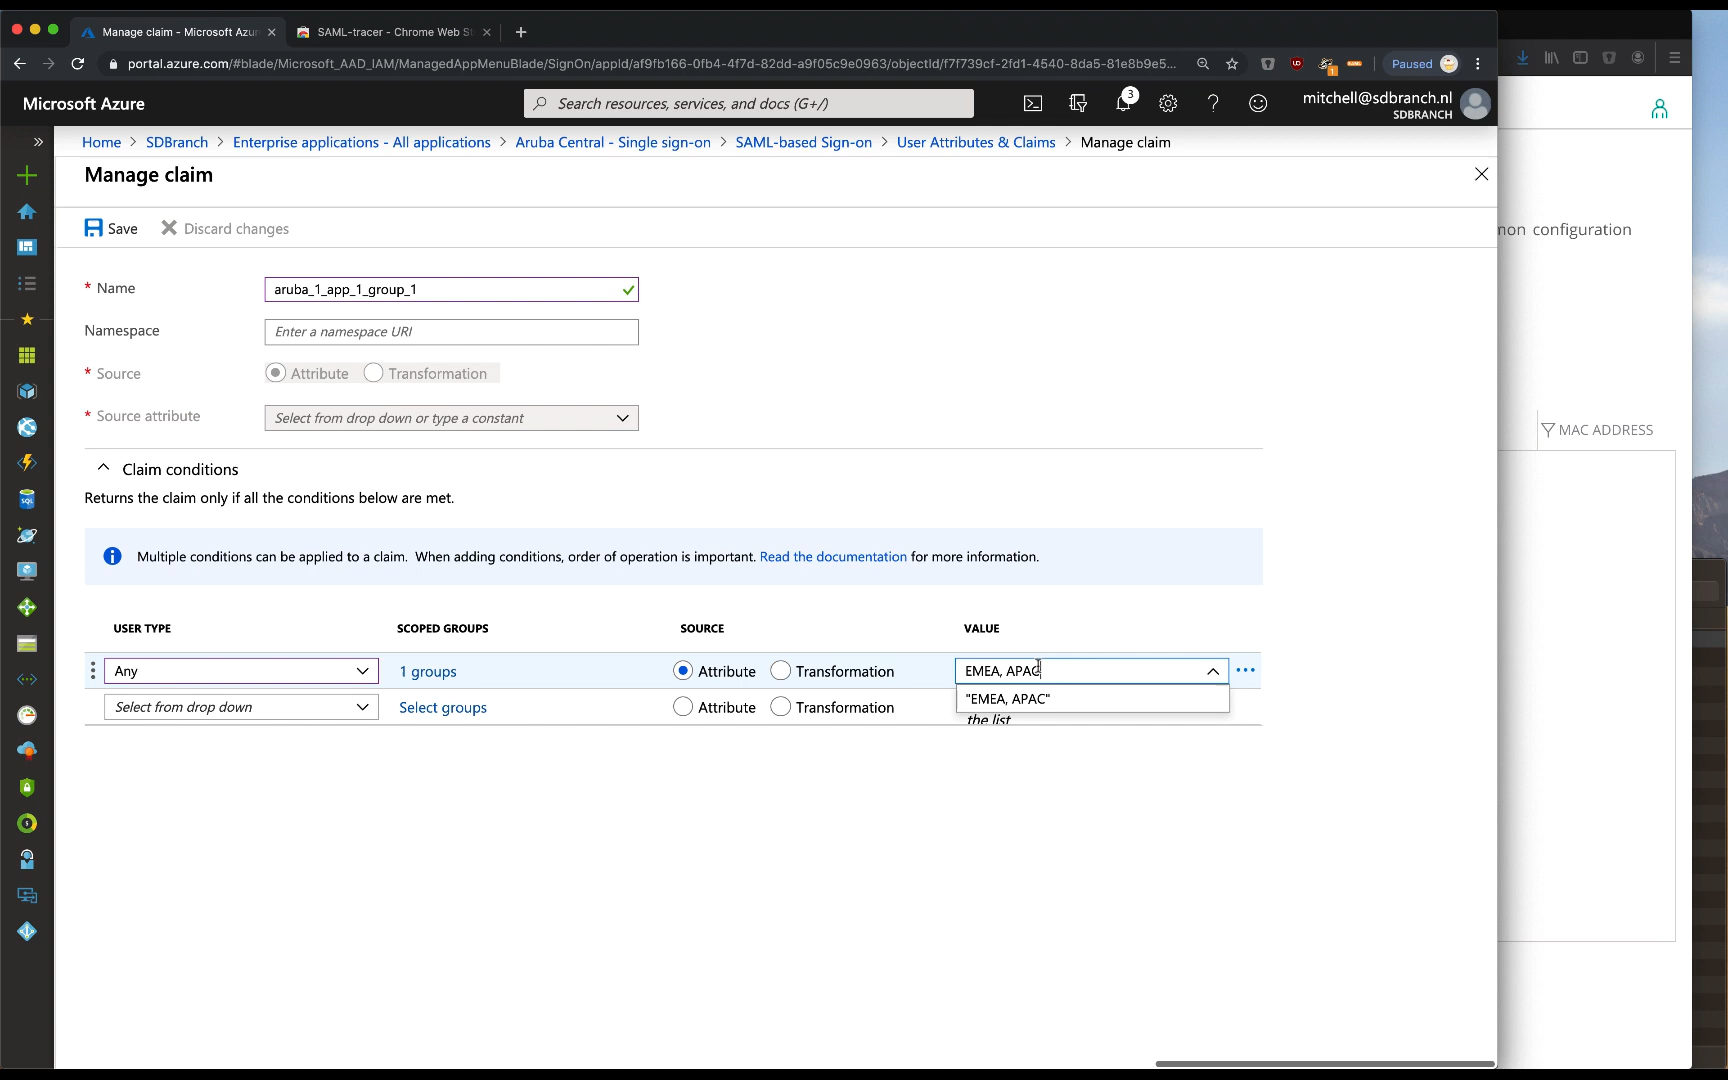 Manage claim - Microsoft Azur
SAML-tracer - Chrome Web St
portal.azure.com/#blade/Microsoft_AAD_IAM/ManagedAppMenuBlade/SignOn/appId/af9fb166-0fb4-4f7d-82dd-a9f05c9e0963/objectId/f7f739cf-2fd1-4540-8da5-81e8b9e5...
Paused
Microsoft Azure
Search resources, services, and docs (G+/)
3
mitchell@sdbranch.nl
SDBRANCH
Home > SDBranch > Enterprise applications - All applications > Aruba Central - Single sign-on > SAML-based Sign-on > User Attributes & Claims > Manage claim
Manage claim
Save
Discard changes
mon configuration
* Name
aruba_1_app_1_group_1
Namespace
Enter a namespace URI
* Source
Attribute
Transformation
* Source attribute
Select from drop down or type a constant
MAC ADDRESS
Claim conditions
Returns the claim only if all the conditions below are met.
Multiple conditions can be applied to a claim. When adding conditions, order of operation is important. Read the documentation for more information.
USER TYPE
SCOPED GROUPS
SOURCE
VALUE
Any
1 groups
Attribute
Transformation
EMEA, APAC
"EMEA, APAC"
Select from drop down
Select groups
Attribute
Transformation
the list